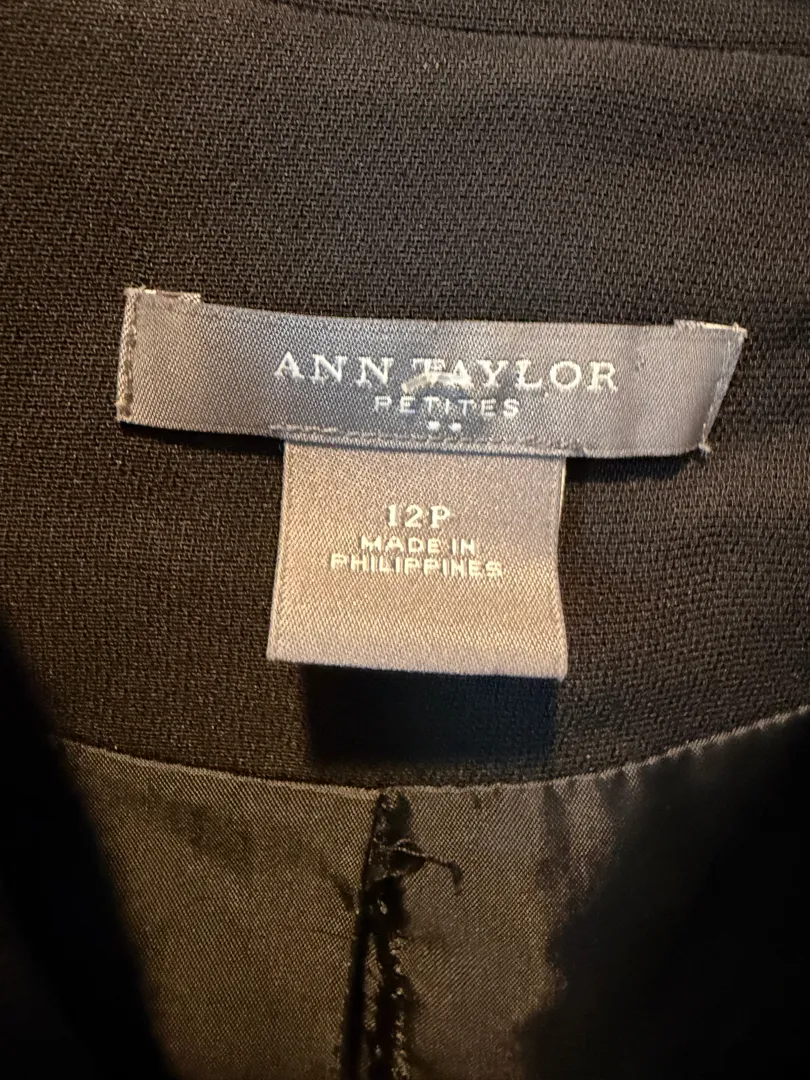 ANN TAYLOR
PETITES
12P
MADE IN
PHILIPPINES